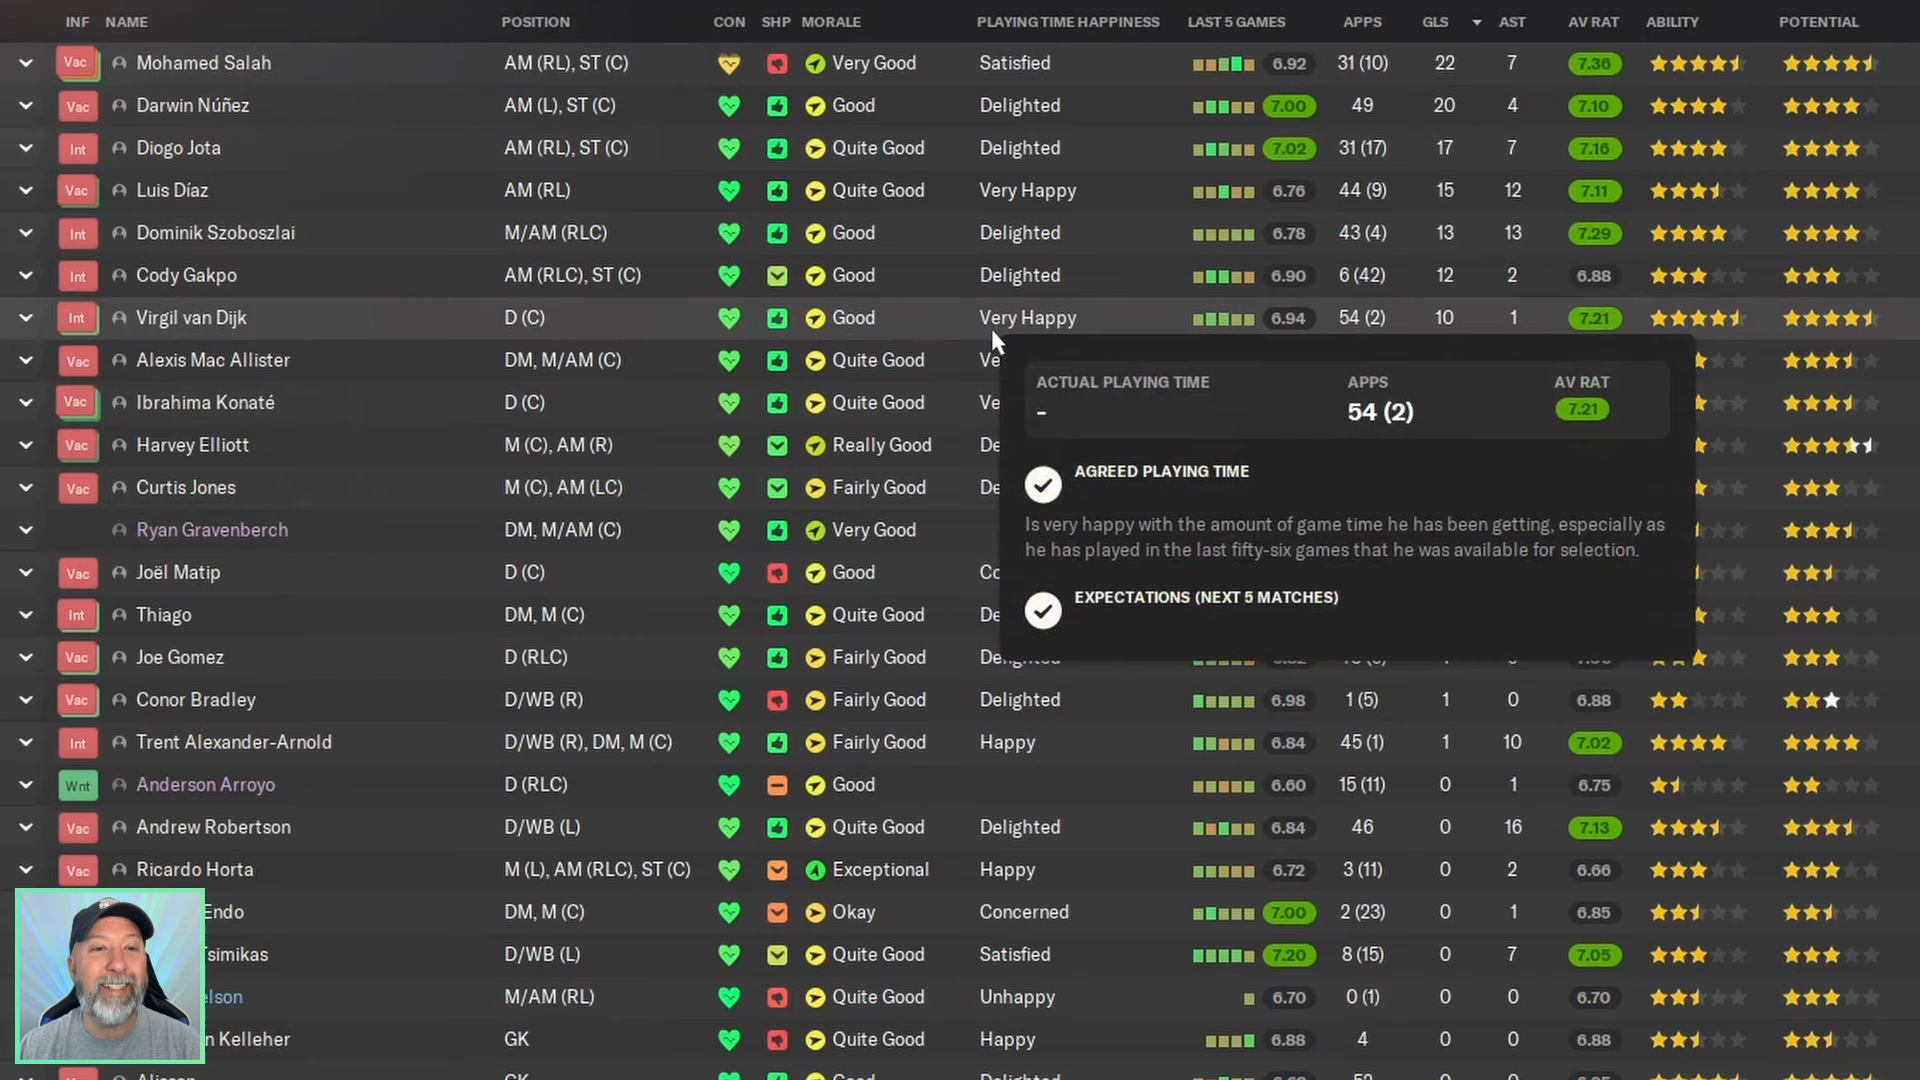 INF NAME POSITION CON SHP MORALE PLAYING TIME HAPPINESS LAST 5 GAMES APPS GLS AST AV RAT ABILITY POTENTIAL
Vac Mohamed Salah AM (RL), ST (C) Very Good Satisfied 6.92 31 (10) 22 7 7.36
Vac Darwin Núñez AM (L), ST (C) Good Delighted 7.00 49 20 4 7.10
Int Diogo Jota AM (RL), ST (C) Quite Good Delighted 7.02 31 (17) 17 7 7.16
Vac Luis Díaz AM (RL) Quite Good Very Happy 6.76 44 (9) 15 12 7.11
Int Dominik Szoboszlai M/AM (RLC) Good Delighted 6.78 43 (4) 13 13 7.29
Int Cody Gakpo AM (RLC), ST (C) Good Delighted 6.90 6 (42) 12 2 6.88
Int Virgil van Dijk D (C) Good Very Happy 6.94 54 (2) 10 1 7.21
Vac Alexis Mac Allister DM, M/AM (C) Quite Good Ve
ACTUAL PLAYING TIME APPS AV RAT
- 54 (2) 7.21
Vac Ibrahima Konaté D (C) Quite Good Ve
Vac Harvey Elliott M (C), AM (R) Really Good De
AGREED PLAYING TIME
Vac Curtis Jones M (C), AM (LC) Fairly Good De
Is very happy with the amount of game time he has been getting, especially as
he has played in the last fifty-six games that he was available for selection.
Ryan Gravenberch DM, M/AM (C) Very Good
Vac Joël Matip D (C) Good Co
EXPECTATIONS (NEXT 5 MATCHES)
Int Thiago DM, M (C) Quite Good De
Vac Joe Gomez D (RLC) Fairly Good Delighted
Vac Conor Bradley D/WB (R) Fairly Good Delighted 6.98 1 (5) 1 0 6.88
Int Trent Alexander-Arnold D/WB (R), DM, M (C) Fairly Good Happy 6.84 45 (1) 1 10 7.02
Wnt Anderson Arroyo D (RLC) Good 6.60 15 (11) 0 1 6.75
Vac Andrew Robertson D/WB (L) Quite Good Delighted 6.84 46 0 16 7.13
Vac Ricardo Horta M (L), AM (RLC), ST (C) Exceptional Happy 6.72 3 (11) 0 2 6.66
Endo DM, M (C) Okay Concerned 7.00 2 (23) 0 1 6.85
Tsimikas D/WB (L) Quite Good Satisfied 7.20 8 (15) 0 7 7.05
elson M/AM (RL) Quite Good Unhappy 6.70 0 (1) 0 0 6.70
n Kelleher GK Quite Good Happy 6.88 4 0 0 6.88